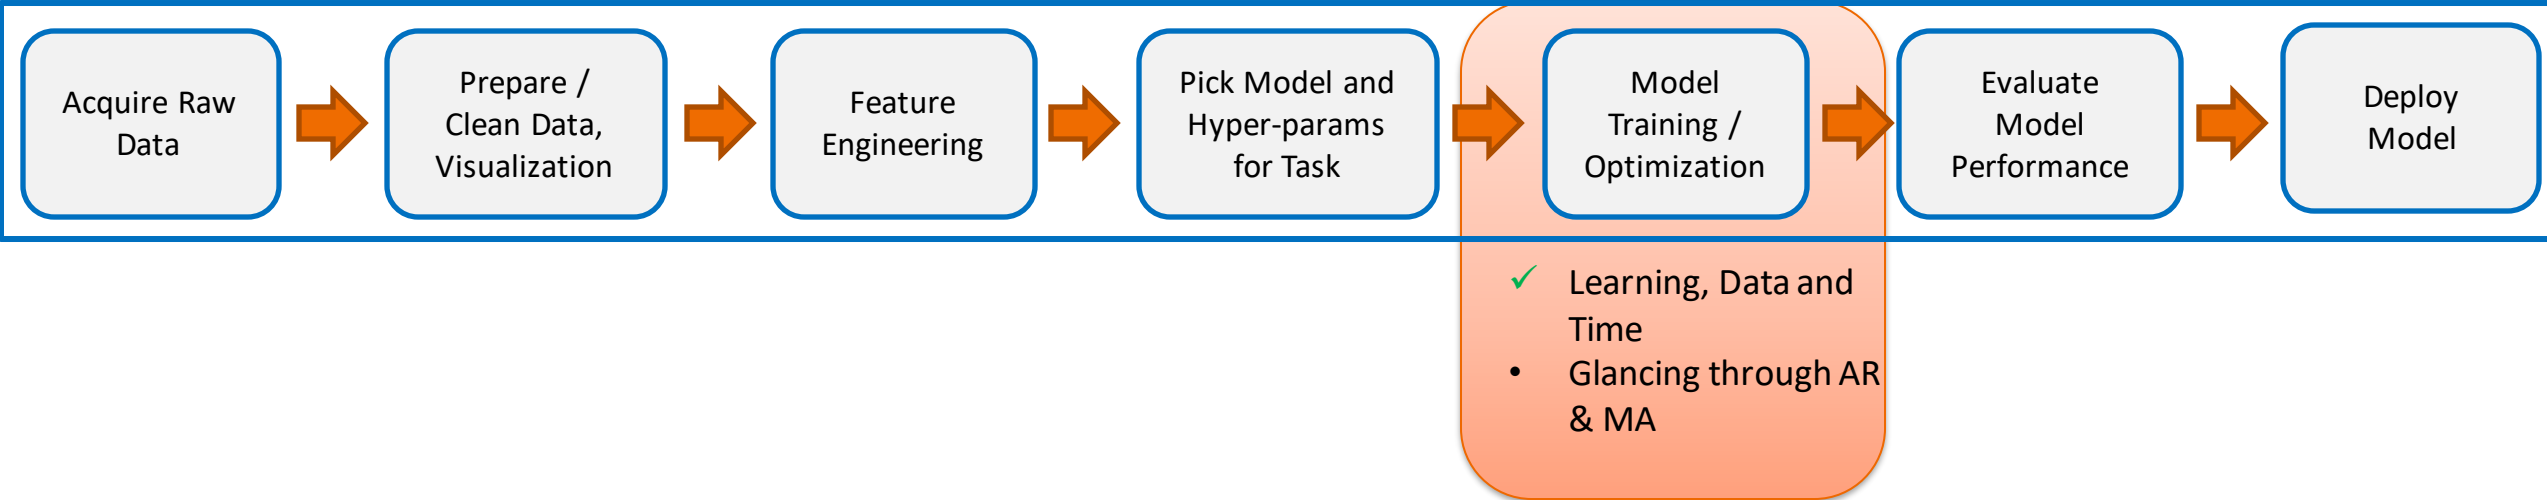 Acquire Raw
Data
Prepare /
Clean Data,
Visualization
Feature
Engineering
Pick Model and
Hyper-params
for Task
Model
Training /
Optimization
Evaluate
Model
Performance
Deploy
Model
✓ Learning, Data and
Time
• Glancing through AR
& MA